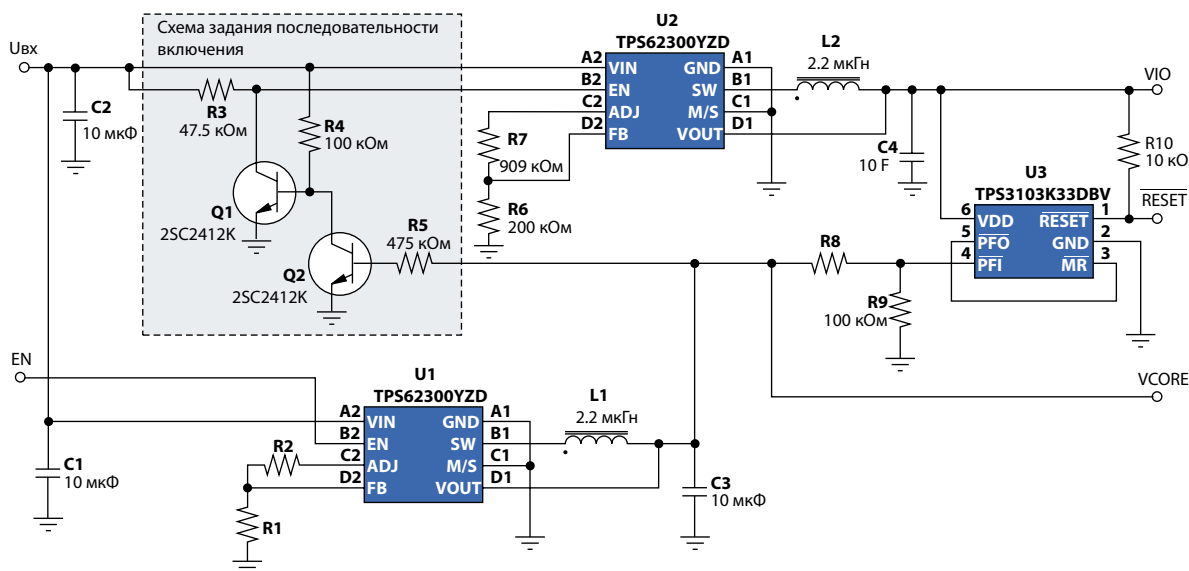 Схема задания последовательности
включения
Uвх
C2
10 мкФ
R3
47.5 кОм
R4
100 кОм
Q1
2SC2412K
Q2
2SC2412K
R5
475 кОм
U2
TPS62300YZD
A2 VIN GND A1
B2 EN SW B1
C2 ADJ M/S C1
D2 FB VOUT D1
R7
909 кОм
R6
200 кОм
L2
2.2 мкГн
C4
10 F
VIO
R10
10 кО
RESET
U3
TPS3103K33DBV
6 VDD RESET 1
5 PFO GND 2
4 PFI MR 3
R8
R9
100 кОм
VCORE
EN
U1
TPS62300YZD
A2 VIN GND A1
B2 EN SW B1
C2 ADJ M/S C1
D2 FB VOUT D1
R2
R1
C1
10 мкФ
L1
2.2 мкГн
C3
10 мкФ